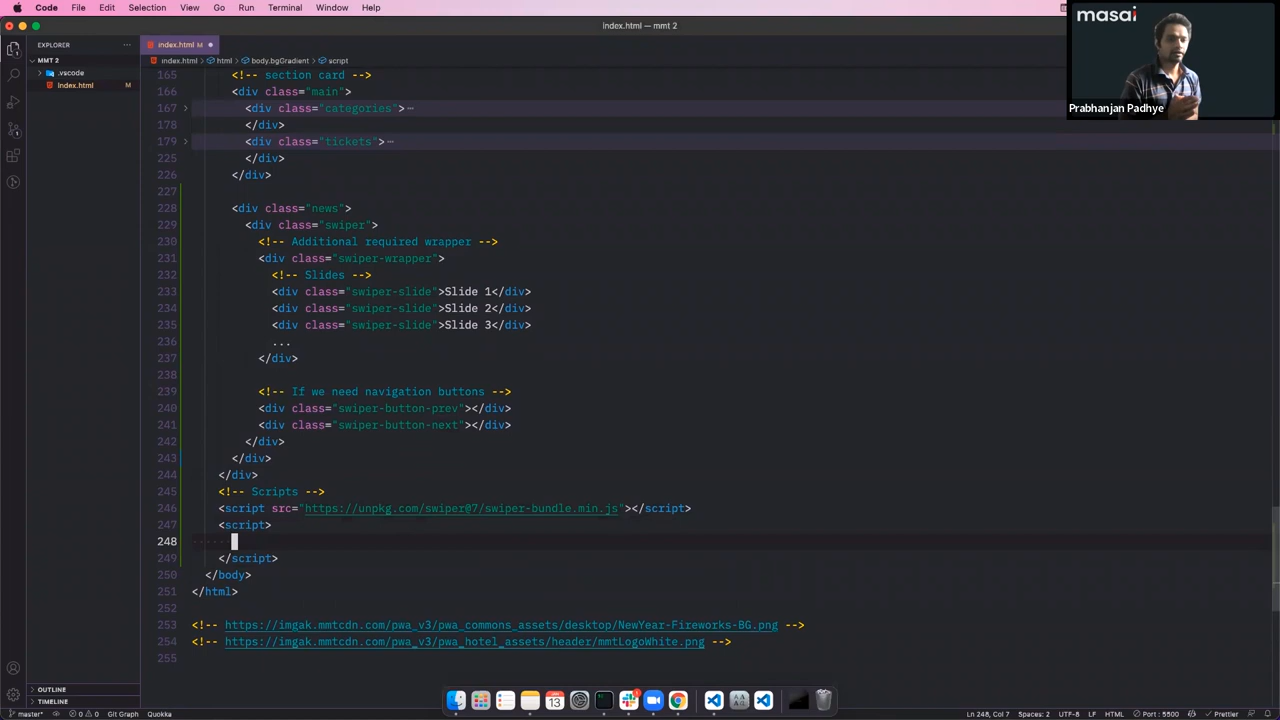 Code File Edit Selection View Go Run Terminal Window Help
index.html — mmt 2
masai
Prabhanjan Padhye
EXPLORER
MMT 2
.vscode
index.html M
index.html M
index.html > html > body.bgGradient > script
165 <!-- section card -->
166 <div class="main">
167 <div class="categories">
178 </div>
179 <div class="tickets">
225 </div>
226 </div>
227
228 <div class="news">
229 <div class="swiper">
230 <!-- Additional required wrapper -->
231 <div class="swiper-wrapper">
232 <!-- Slides -->
233 <div class="swiper-slide">Slide 1</div>
234 <div class="swiper-slide">Slide 2</div>
235 <div class="swiper-slide">Slide 3</div>
236 ...
237 </div>
238
239 <!-- If we need navigation buttons -->
240 <div class="swiper-button-prev"></div>
241 <div class="swiper-button-next"></div>
242 </div>
243 </div>
244 </div>
245 <!-- Scripts -->
246 <script src="https://unpkg.com/swiper@7/swiper-bundle.min.js"></script>
247 <script>
248
249 </script>
250 </body>
251 </html>
252
253 <!-- https://imgak.mmtcdn.com/pwa_v3/pwa_commons_assets/desktop/NewYear-Fireworks-BG.png -->
254 <!-- https://imgak.mmtcdn.com/pwa_v3/pwa_hotel_assets/header/mmtLogoWhite.png -->
255
OUTLINE
TIMELINE
master* 0 0 Git Graph Quokka
Ln 248, Col 7 Spaces: 2 UTF-8 LF HTML Port : 5500 Prettier